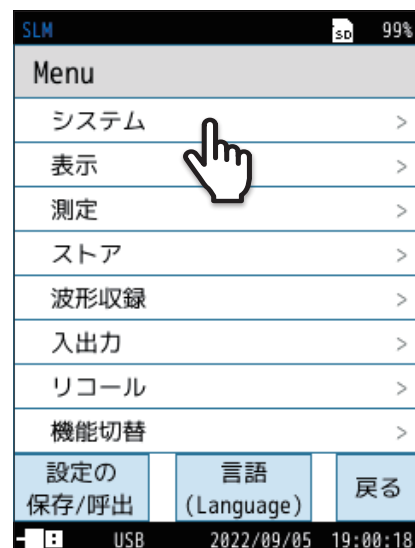 SLM SD 99%
Menu
システム >
表示 >
測定 >
ストア >
波形収録 >
入出力 >
リコール >
機能切替 >
設定の
保存/呼出
言語
(Language)
戻る
USB 2022/09/05 19:00:18